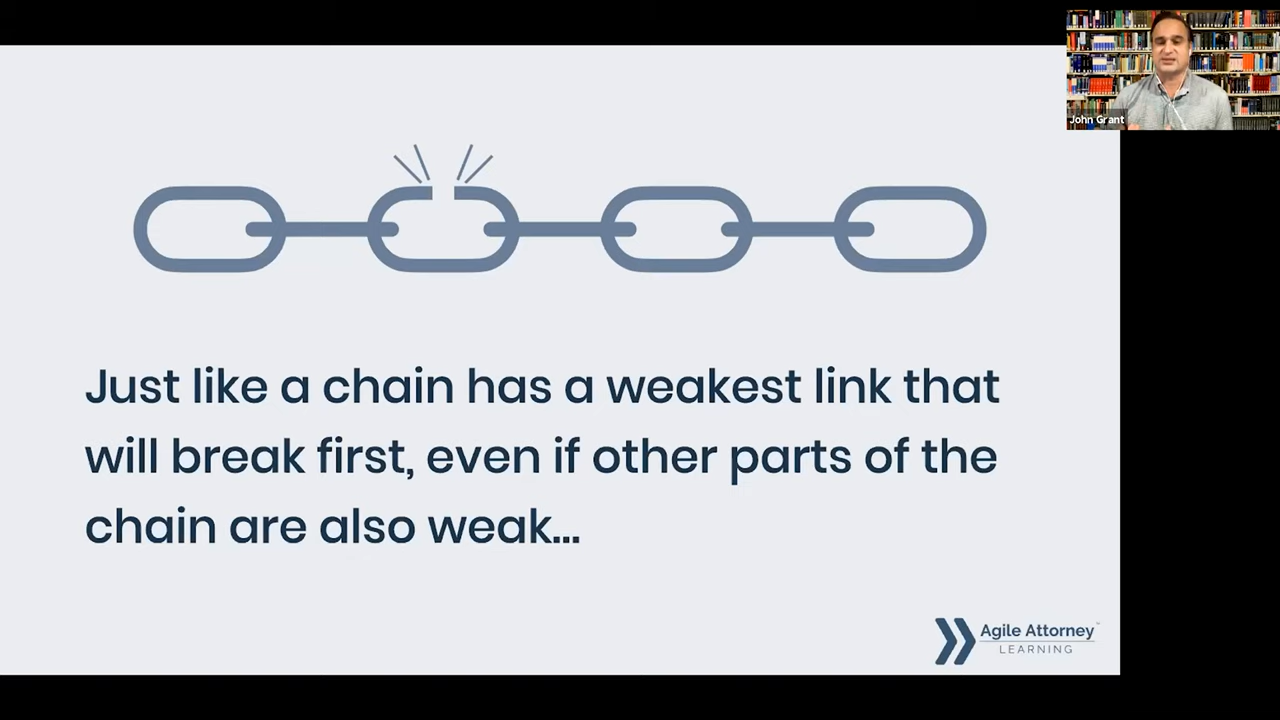 John Grant
Just like a chain has a weakest link that
will break first, even if other parts of the
chain are also weak...
Agile Attorney™
LEARNING